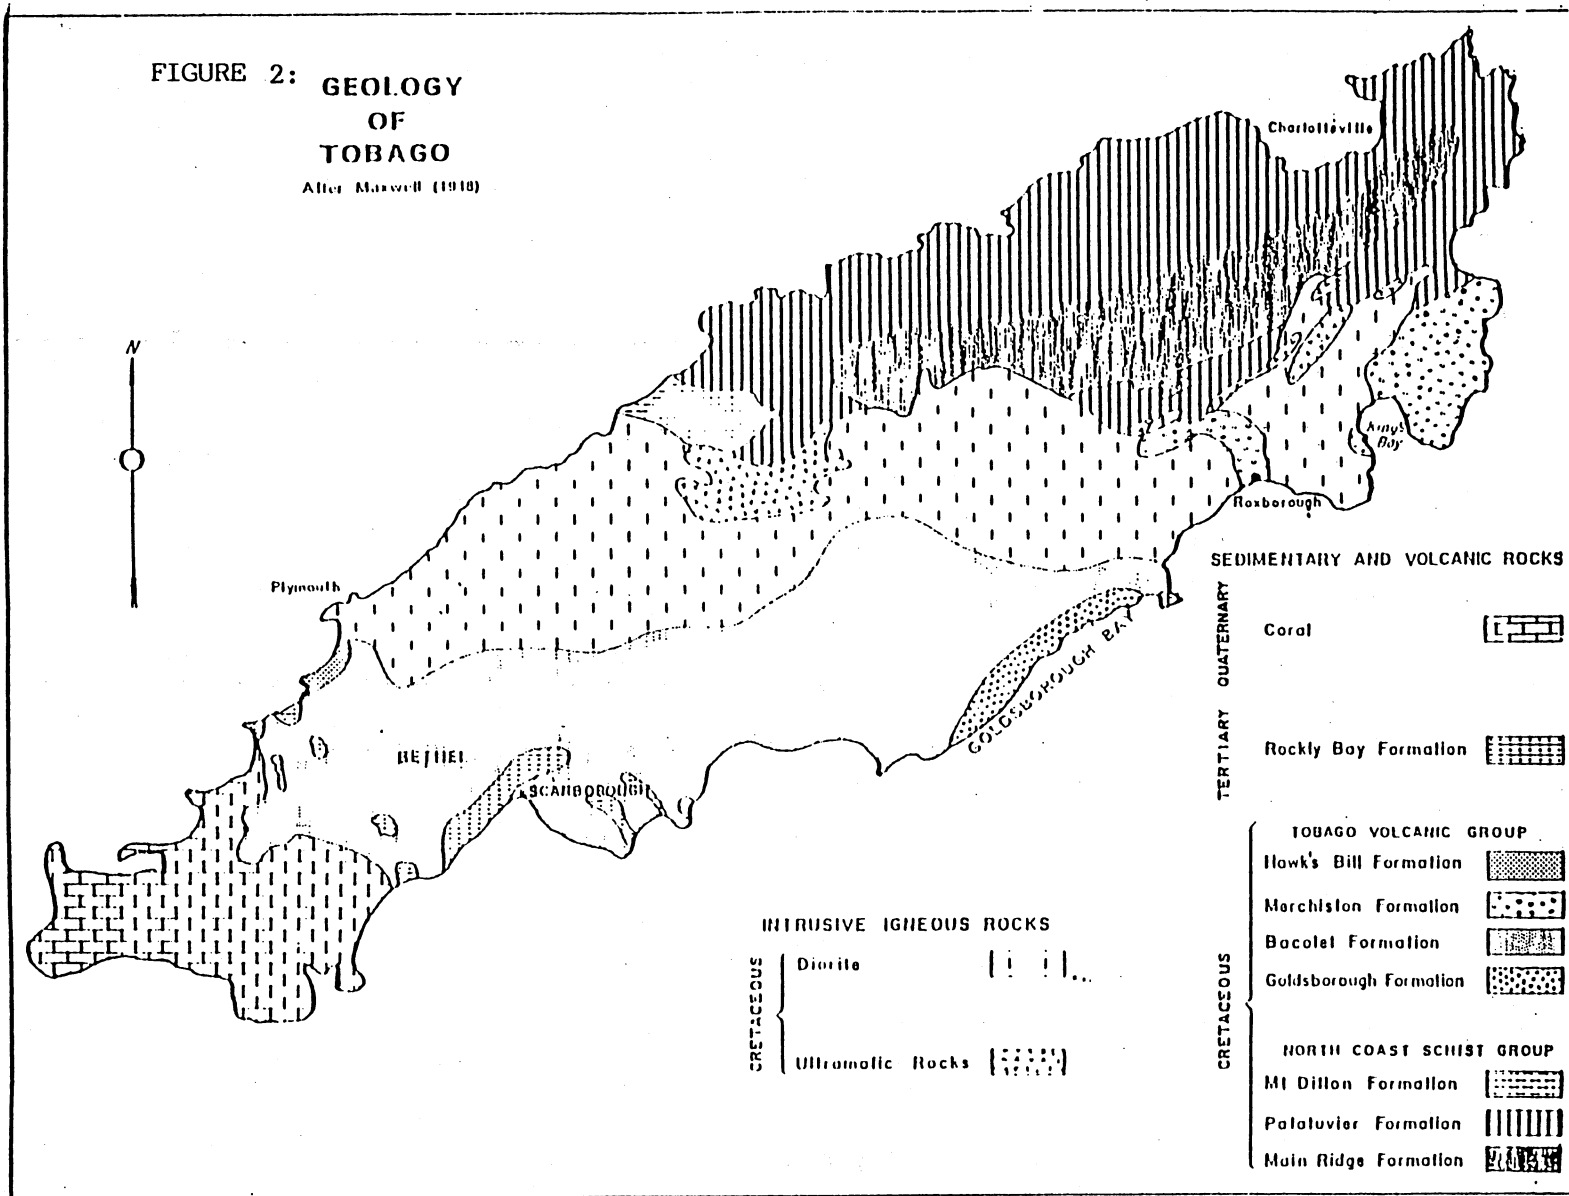 FIGURE 2:
GEOLOGY
OF
TOBAGO
After Maxwell (1948)
N
Charlotteville
King's
Bay
Roxborough
Plymouth
GOLDSBOROUGH BAY
BETHEL
SCARBOROUGH
SEDIMENTARY AND VOLCANIC ROCKS
QUATERNARY
Coral
TERTIARY
Rockly Bay Formation
CRETACEOUS
TOBAGO VOLCANIC GROUP
Hawk's Bill Formation
Merchiston Formation
Bacolet Formation
Goldsborough Formation
NORTH COAST SCHIST GROUP
Mt Dillon Formation
Palatuvier Formation
Main Ridge Formation
INTRUSIVE IGNEOUS ROCKS
CRETACEOUS
Diorite
Ultramafic Rocks